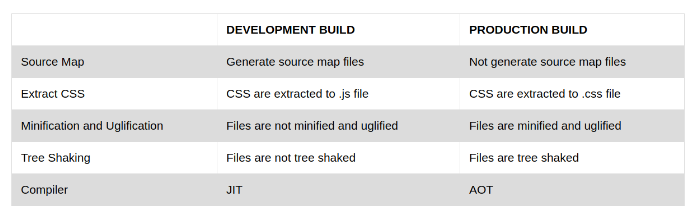 DEVELOPMENT BUILD PRODUCTION BUILD
Source Map Generate source map files Not generate source map files
Extract CSS CSS are extracted to .js file CSS are extracted to .css file
Minification and Uglification Files are not minified and uglified Files are minified and uglified
Tree Shaking Files are not tree shaked Files are tree shaked
Compiler JIT AOT